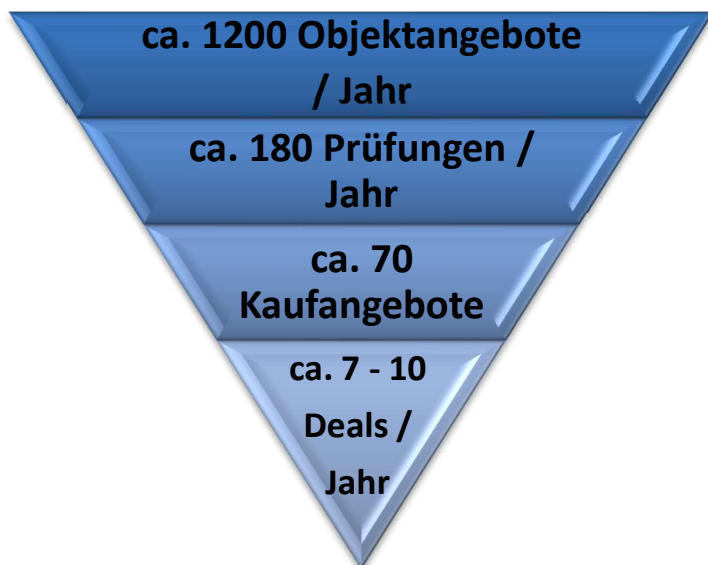 ca. 1200 Objektangebote
/ Jahr
ca. 180 Prüfungen /
Jahr
ca. 70
Kaufangebote
ca. 7 - 10
Deals /
Jahr